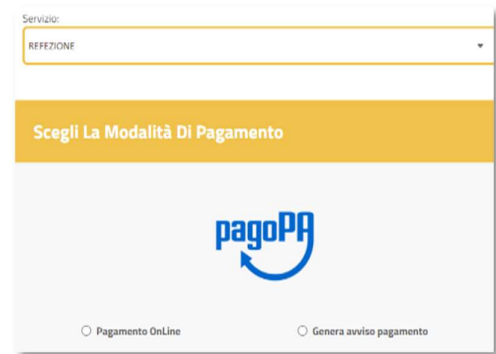 Servizio:
REFEZIONE
Scegli La Modalità Di Pagamento
pagoPA
Pagamento OnLine
Genera avviso pagamento